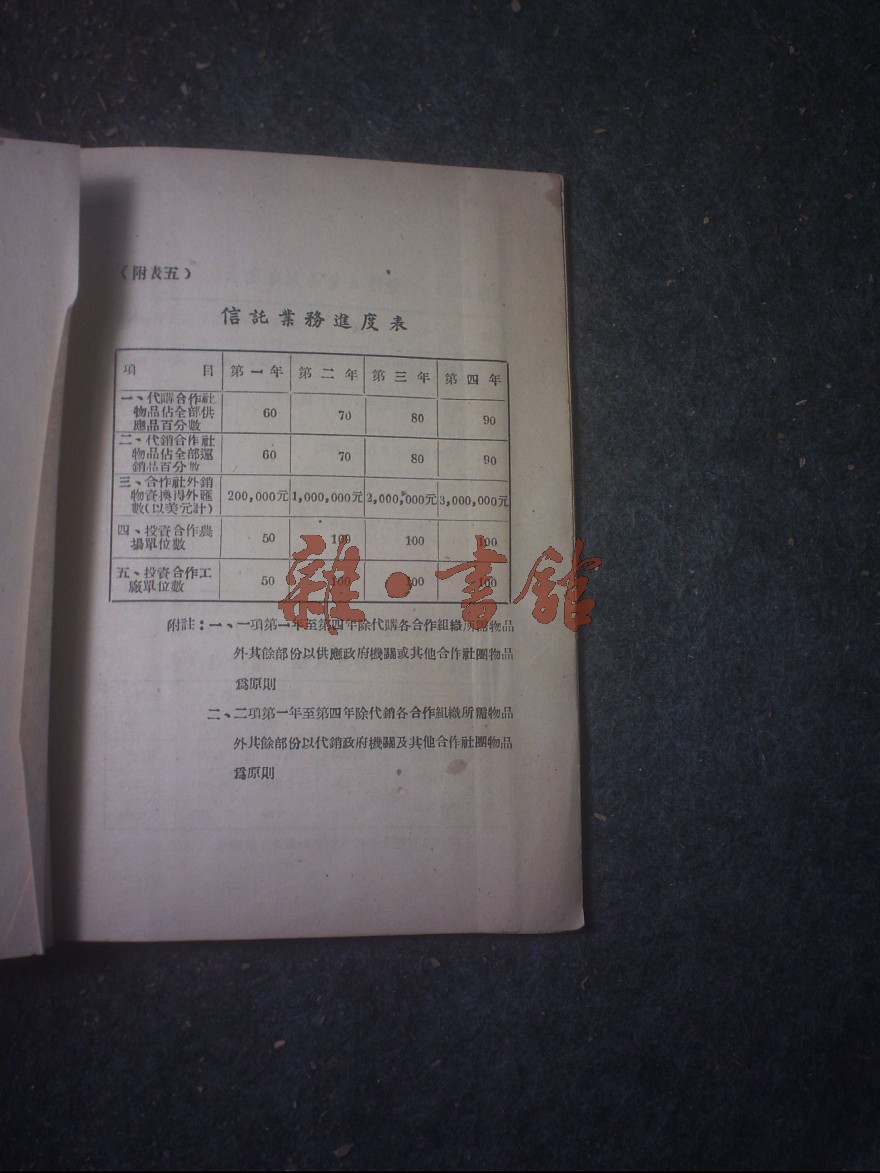 （附表五）
信託業務進度表
項目 第一年 第二年 第三年 第四年
一、代購合作社
物品佔全部供 60 70 80 90
應品百分數
二、代銷合作社
物品佔全部運 60 70 80 90
銷品百分數
三、合作社外銷
物資換得外匯 200,000元 1,000,000元 2,000,000元 3,000,000元
數(以美元計)
四、投資合作農 50 100 100 100
場單位數
五、投資合作工 50 100 100 100
廠單位數
雜·書館
附註：一、一項第一年至第四年除代購各合作組織所需物品
外其餘部份以供應政府機關或其他合作社團物品
為原則
二、二項第一年至第四年除代銷各合作組織所需物品
外其餘部份以代銷政府機關及其他合作社團物品
為原則